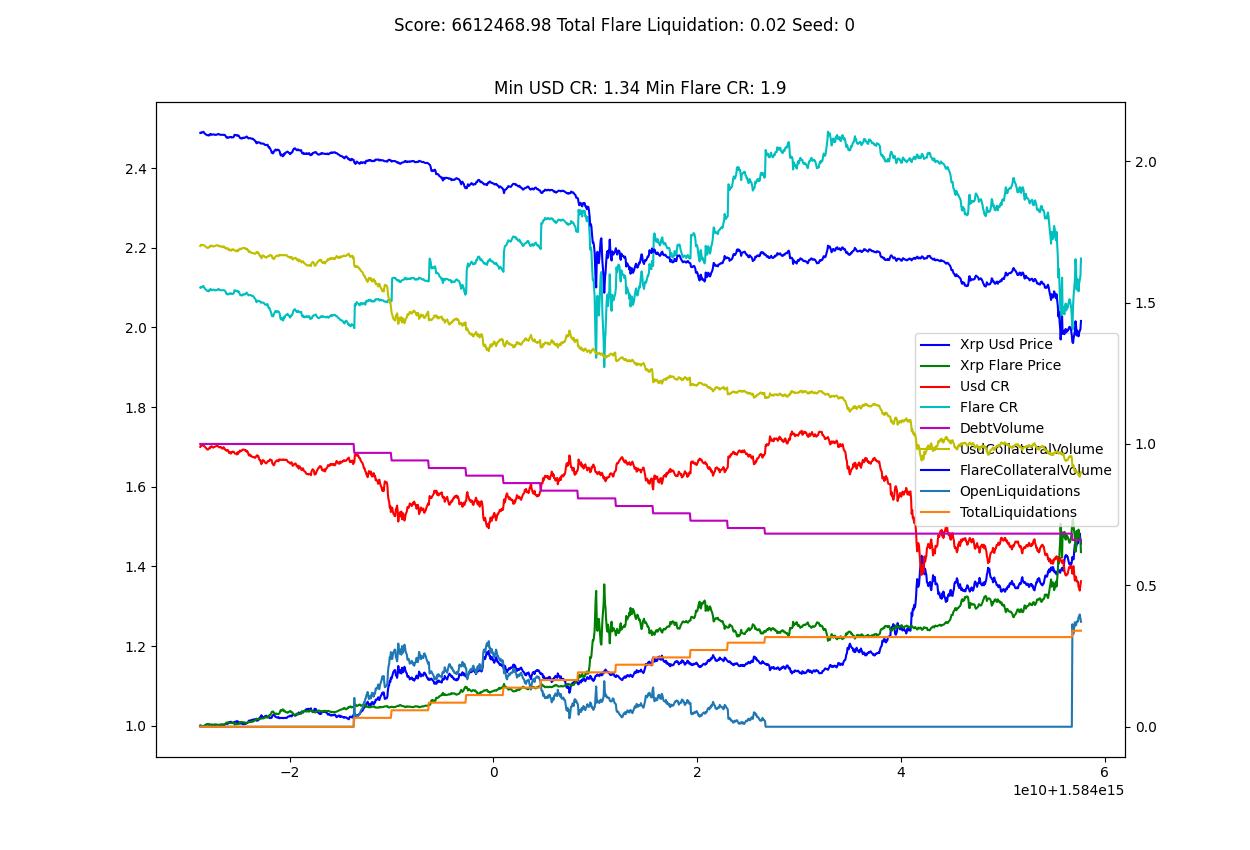 Score: 6612468.98 Total Flare Liquidation: 0.02 Seed: 0
Min USD CR: 1.34 Min Flare CR: 1.9
2.4
2.2
2.0
1.8
1.6
1.4
1.2
1.0
2.0
1.5
1.0
0.5
0.0
Xrp Usd Price
Xrp Flare Price
Usd CR
Flare CR
DebtVolume
UsdCollateralVolume
FlareCollateralVolume
OpenLiquidations
TotalLiquidations
−2
0
2
4
6
1e10+1.584e15